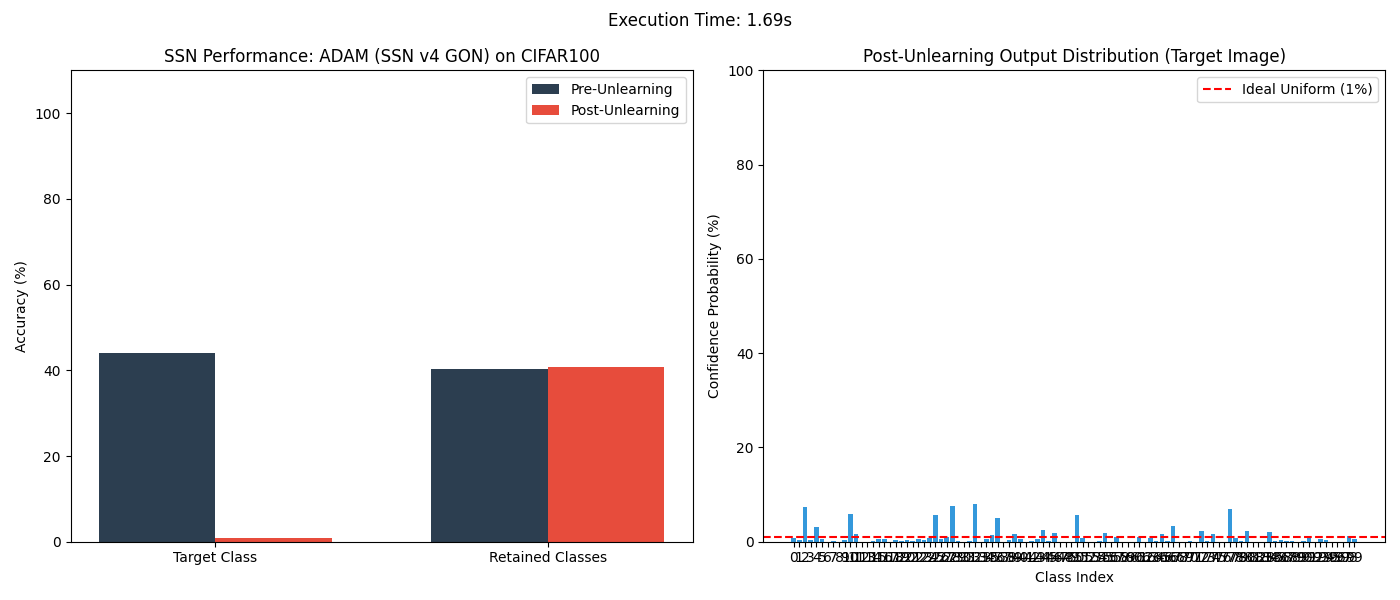 Execution Time: 1.69s
SSN Performance: ADAM (SSN v4 GON) on CIFAR100
Pre-Unlearning
Post-Unlearning
Accuracy (%)
100
80
60
40
20
0
Target Class
Retained Classes
Post-Unlearning Output Distribution (Target Image)
Ideal Uniform (1%)
Confidence Probability (%)
100
80
60
40
20
0
Class Index